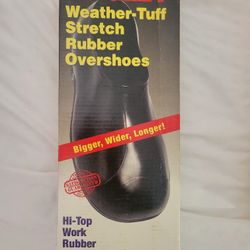 Weather-Tuff
Stretch
Rubber
Overshoes
Bigger, Wider, Longer!
Hi-Top
Work
Rubber